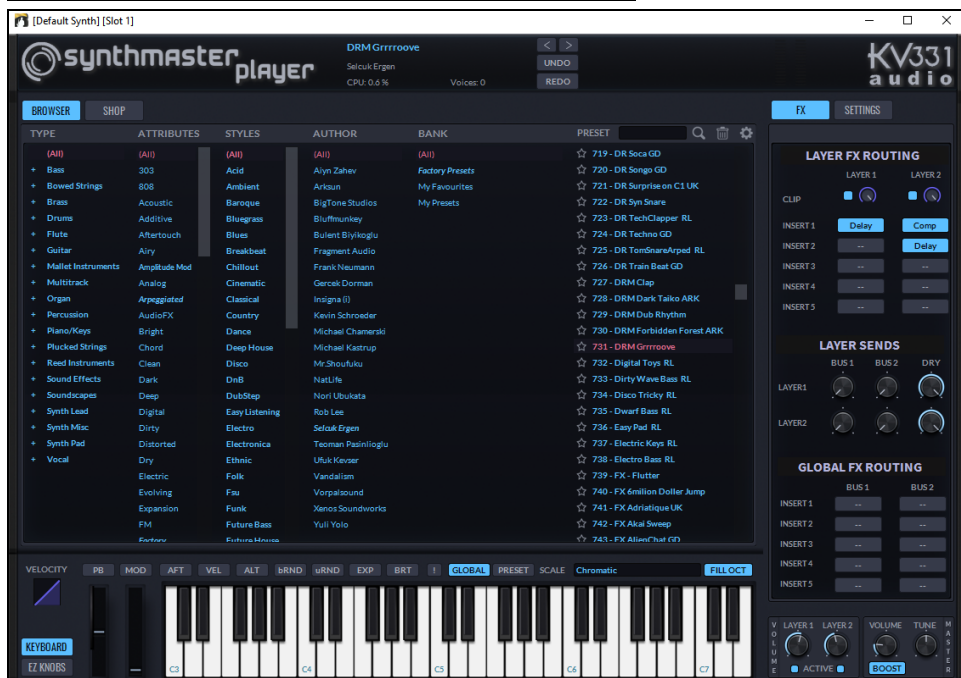 [Default Synth] [Slot 1]
synthmaster player
DRM Grrrroove
Selcuk Ergen
CPU: 0.6 % Voices: 0
< >
UNDO
REDO
KV331
audio
BROWSER SHOP
TYPE ATTRIBUTES STYLES AUTHOR BANK PRESET
(All)
+ Bass
+ Bowed Strings
+ Brass
+ Drums
+ Flute
+ Guitar
+ Mallet Instruments
+ Multitrack
+ Organ
+ Percussion
+ Piano/Keys
+ Plucked Strings
+ Reed Instruments
+ Sound Effects
+ Soundscapes
+ Synth Lead
+ Synth Misc
+ Synth Pad
+ Vocal
(All)
303
808
Acoustic
Additive
Aftertouch
Airy
Amplitude Mod
Analog
Arpeggiated
AudioFX
Bright
Chord
Clean
Dark
Deep
Digital
Dirty
Distorted
Dry
Electric
Evolving
Expansion
FM
Factory
(All)
Acid
Ambient
Baroque
Bluegrass
Blues
Breakbeat
Chillout
Cinematic
Classical
Country
Dance
Deep House
Disco
DnB
DubStep
Easy Listening
Electro
Electronica
Ethnic
Folk
Fsu
Funk
Future Bass
Future House
(All)
Aiyn Zahev
Arksun
BigTone Studios
Bluffmunkey
Bulent Biyikoglu
Fragment Audio
Frank Neumann
Gercek Dorman
Insigna (i)
Kevin Schroeder
Michael Chamerski
Michael Kastrup
Mr.Shoufuku
NatLife
Nori Ubukata
Rob Lee
Selcuk Ergen
Teoman Pasinlioglu
Ufuk Kevser
Vandalism
Vorpalsound
Xenos Soundworks
Yuli Yolo
(All)
Factory Presets
My Favourites
My Presets
719 - DR Soca GD
720 - DR Songo GD
721 - DR Surprise on C1 UK
722 - DR Syn Snare
723 - DR TechClapper RL
724 - DR Techno GD
725 - DR TomSnareArped RL
726 - DR Train Beat GD
727 - DRM Clap
728 - DRM Dark Taiko ARK
729 - DRM Dub Rhythm
730 - DRM Forbidden Forest ARK
731 - DRM Grrrroove
732 - Digital Toys RL
733 - Dirty Wave Bass RL
734 - Disco Tricky RL
735 - Dwarf Bass RL
736 - Easy Pad RL
737 - Electric Keys RL
738 - Electro Bass RL
739 - FX - Flutter
740 - FX 6milion Doller Jump
741 - FX Adriatique UK
742 - FX Akai Sweep
743 - FX AlienChat GD
FX SETTINGS
LAYER FX ROUTING
LAYER 1 LAYER 2
CLIP
INSERT 1 Delay Comp
INSERT 2 -- Delay
INSERT 3 -- --
INSERT 4 -- --
INSERT 5 -- --
LAYER SENDS
BUS 1 BUS 2 DRY
LAYER1
LAYER2
GLOBAL FX ROUTING
BUS 1 BUS 2
INSERT 1 -- --
INSERT 2 -- --
INSERT 3 -- --
INSERT 4 -- --
INSERT 5 -- --
VELOCITY PB MOD AFT VEL ALT bRND uRND EXP BRT ! GLOBAL PRESET SCALE Chromatic FILL OCT
KEYBOARD
EZ KNOBS
C3 C4 C5 C6 C7
VOLUME
LAYER 1 LAYER 2
ACTIVE
VOLUME TUNE
BOOST
MASTER